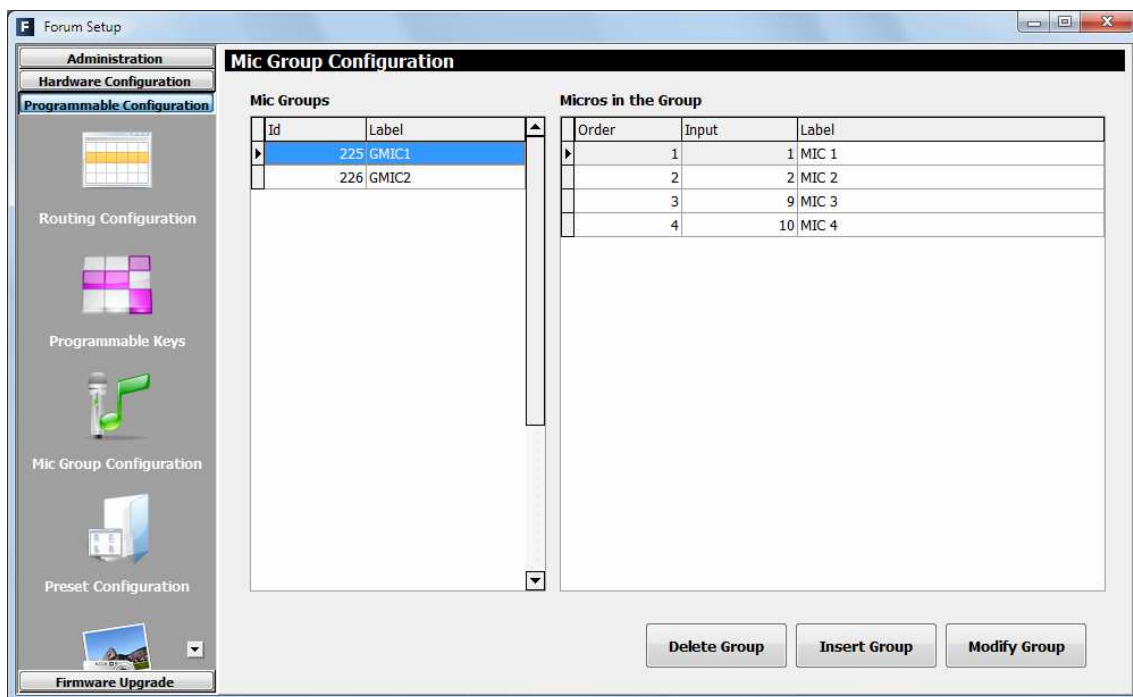 F Forum Setup
Administration
Hardware Configuration
Programmable Configuration
Routing Configuration
Programmable Keys
Mic Group Configuration
Preset Configuration
Firmware Upgrade
Mic Group Configuration
Mic Groups
Id Label
225 GMIC1
226 GMIC2
Micros in the Group
Order Input Label
1 1 MIC 1
2 2 MIC 2
3 9 MIC 3
4 10 MIC 4
Delete Group Insert Group Modify Group